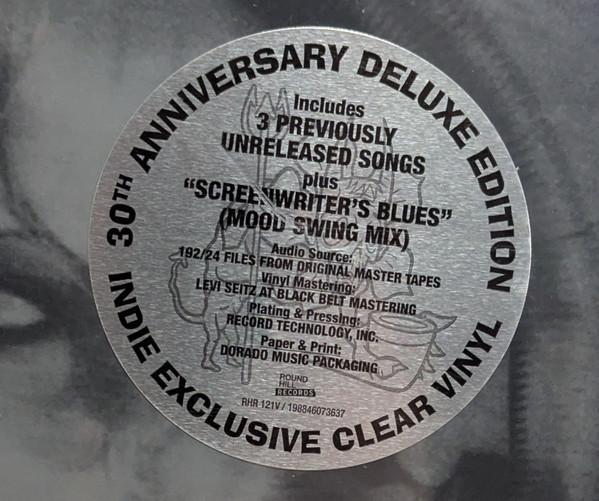 30TH ANNIVERSARY DELUXE EDITION
Includes
3 PREVIOUSLY
UNRELEASED SONGS
plus
"SCREENWRITER'S BLUES"
(MOOD SWING MIX)
Audio Source:
192/24 FILES FROM ORIGINAL MASTER TAPES
Vinyl Mastering:
LEVI SEITZ AT BLACK BELT MASTERING
Plating & Pressing:
RECORD TECHNOLOGY, INC.
Paper & Print:
DORADO MUSIC PACKAGING
ROUND
HILL
RECORDS
RHR 121V / 198846073637
INDIE EXCLUSIVE CLEAR VINYL